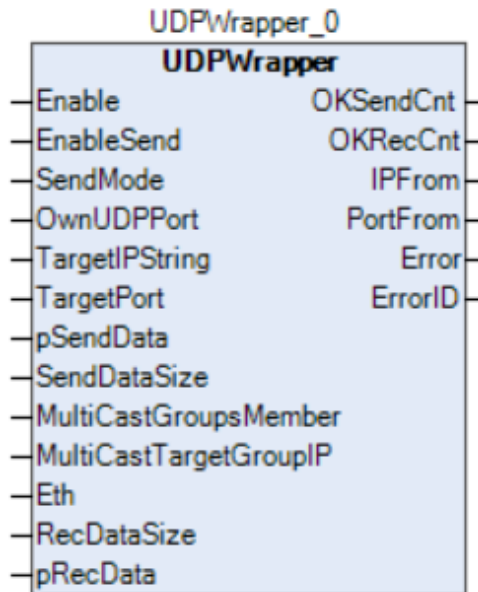 UDPWrapper_0
UDPWrapper
Enable OKSendCnt
EnableSend OKRecCnt
SendMode IPFrom
OwnUDPPort PortFrom
TargetIPString Error
TargetPort ErrorID
pSendData
SendDataSize
MultiCastGroupsMember
MultiCastTargetGroupIP
Eth
RecDataSize
pRecData